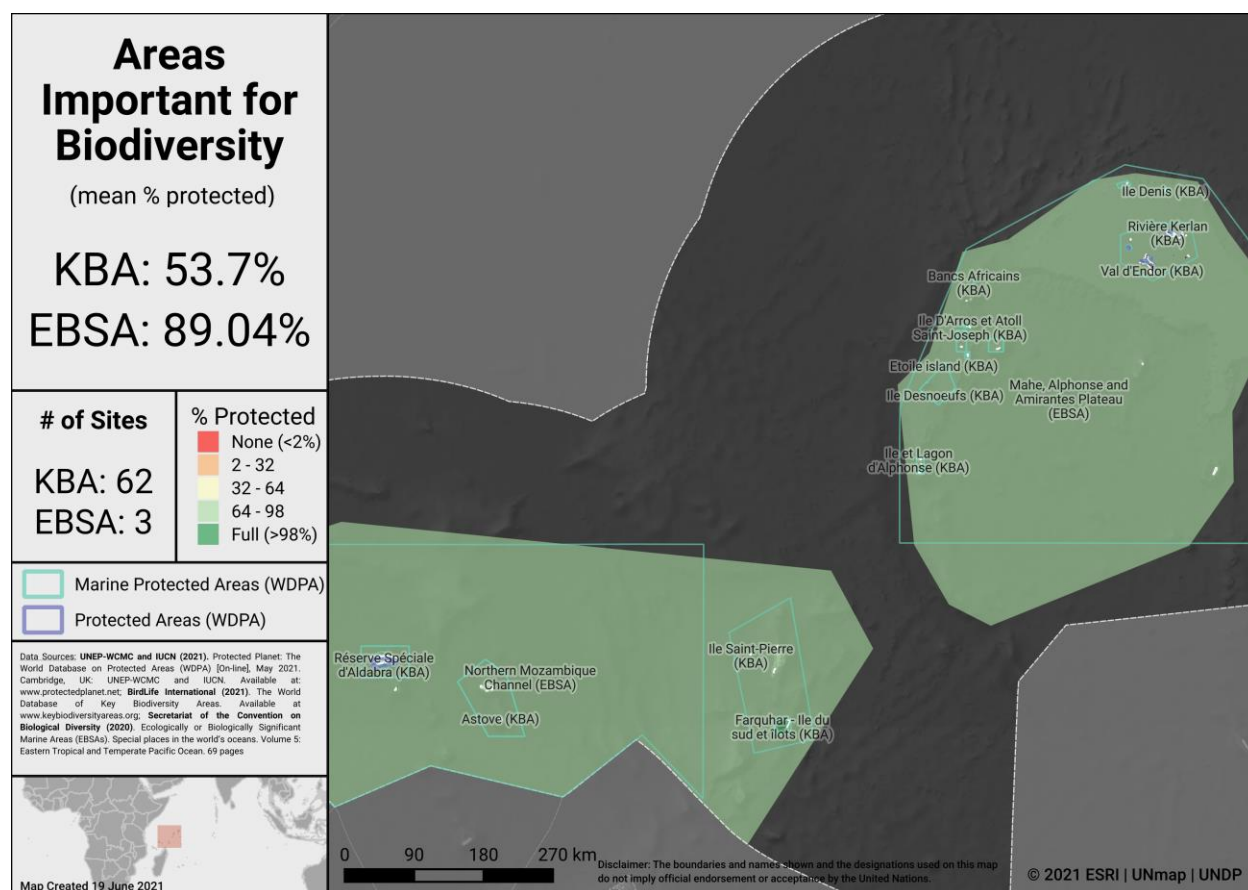 Areas
Important for
Biodiversity
(mean % protected)
KBA: 53.7%
EBSA: 89.04%
# of Sites
KBA: 62
EBSA: 3
% Protected
None (<2%)
2 - 32
32 - 64
64 - 98
Full (>98%)
Marine Protected Areas (WDPA)
Protected Areas (WDPA)
Data Sources: UNEP-WCMC and IUCN (2021). Protected Planet: The
World Database on Protected Areas (WDPA) [On-line], May 2021.
Cambridge, UK: UNEP-WCMC and IUCN. Available at:
www.protectedplanet.net; BirdLife International (2021). The World
Database of Key Biodiversity Areas. Available at
www.keybiodiversityareas.org; Secretariat of the Convention on
Biological Diversity (2020). Ecologically or Biologically Significant
Marine Areas (EBSAs). Special places in the world's oceans. Volume 5:
Eastern Tropical and Temperate Pacific Ocean. 69 pages
Map Created 19 June 2021
Ile Denis (KBA)
Rivière Kerlan
(KBA)
Val d'Endor (KBA)
Bancs Africains
(KBA)
Ile D'Arros et Atoll
Saint-Joseph (KBA)
Etoile island (KBA)
Ile Desnoeufs (KBA)
Mahe, Alphonse and
Amirantes Plateau
(EBSA)
Ile et Lagon
d'Alphonse (KBA)
Réserve Spéciale
d'Aldabra (KBA)
Northern Mozambique
Channel (EBSA)
Astove (KBA)
Ile Saint-Pierre
(KBA)
Farquhar - Ile du
sud et îlots (KBA)
0 90 180 270 km
Disclaimer: The boundaries and names shown and the designations used on this map
do not imply official endorsement or acceptance by the United Nations.
© 2021 ESRI | UNmap | UNDP